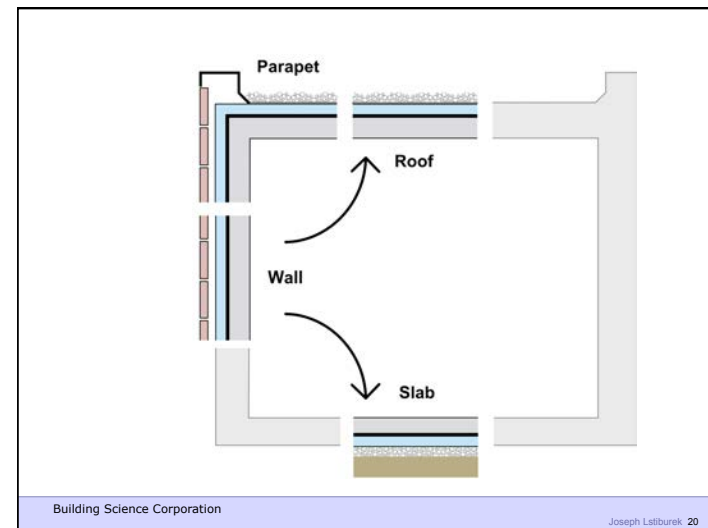 Parapet
Roof
Wall
Slab
Building Science Corporation
Joseph Lstiburek 20